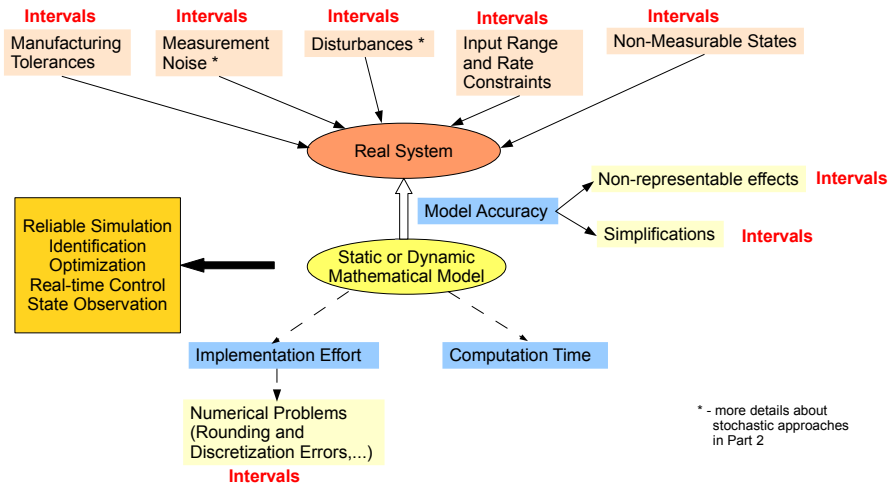 Intervals
Intervals
Intervals
Intervals
Intervals
Manufacturing
Tolerances
Measurement
Noise *
Disturbances *
Input Range
and Rate
Constraints
Non-Measurable States
Real System
Non-representable effects
Intervals
Model Accuracy
Simplifications
Intervals
Reliable Simulation
Identification
Optimization
Real-time Control
State Observation
Static or Dynamic
Mathematical Model
Implementation Effort
Computation Time
Numerical Problems
(Rounding and
Discretization Errors,...)
Intervals
* - more details about
stochastic approaches
in Part 2